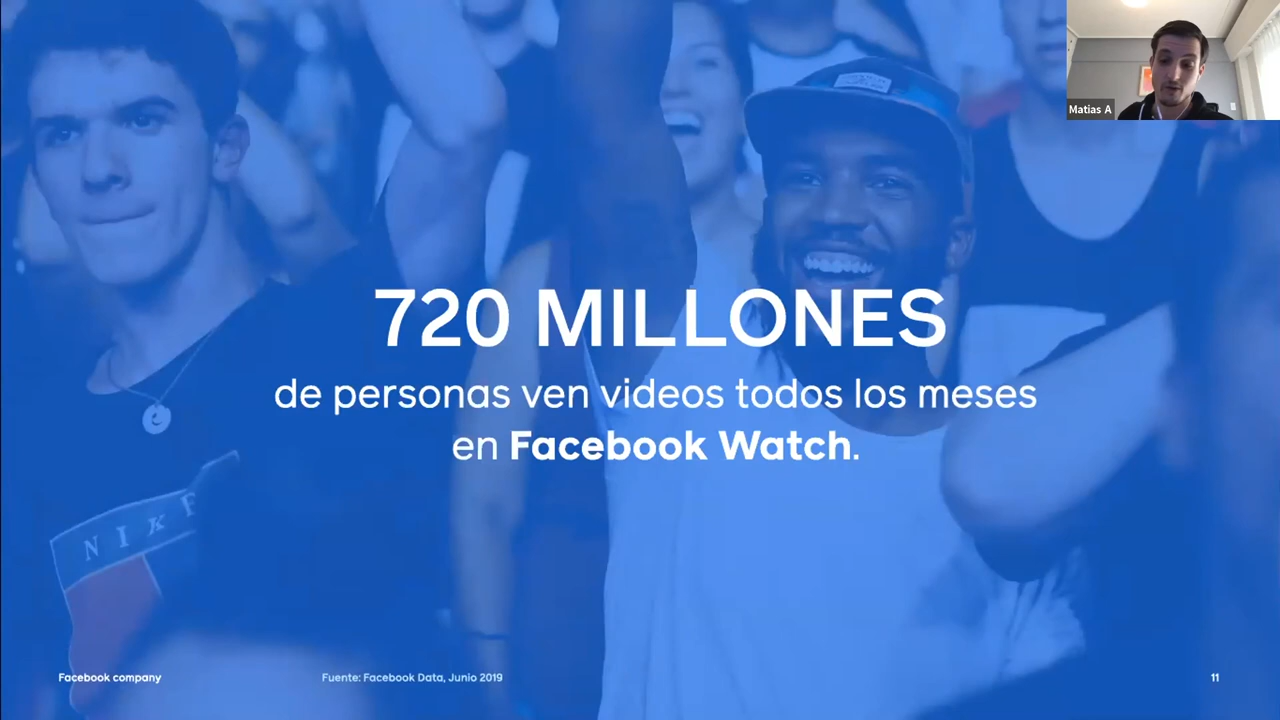 Matias A
720 MILLONES
de personas ven videos todos los meses
en Facebook Watch.
NIKE
Facebook company
Fuente: Facebook Data, Junio 2019
11